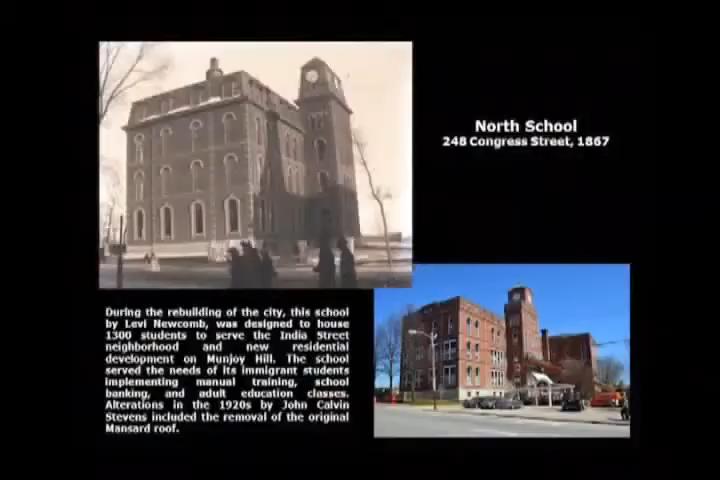 North School
248 Congress Street, 1867
During the rebuilding of the city, this school
by Levi Newcomb, was designed to house
1300 students to serve the India Street
neighborhood and new residential
development on Munjoy Hill. The school
served the needs of its immigrant students
implementing manual training, school
banking, and adult education classes.
Alterations in the 1920s by John Calvin
Stevens included the removal of the original
Mansard roof.